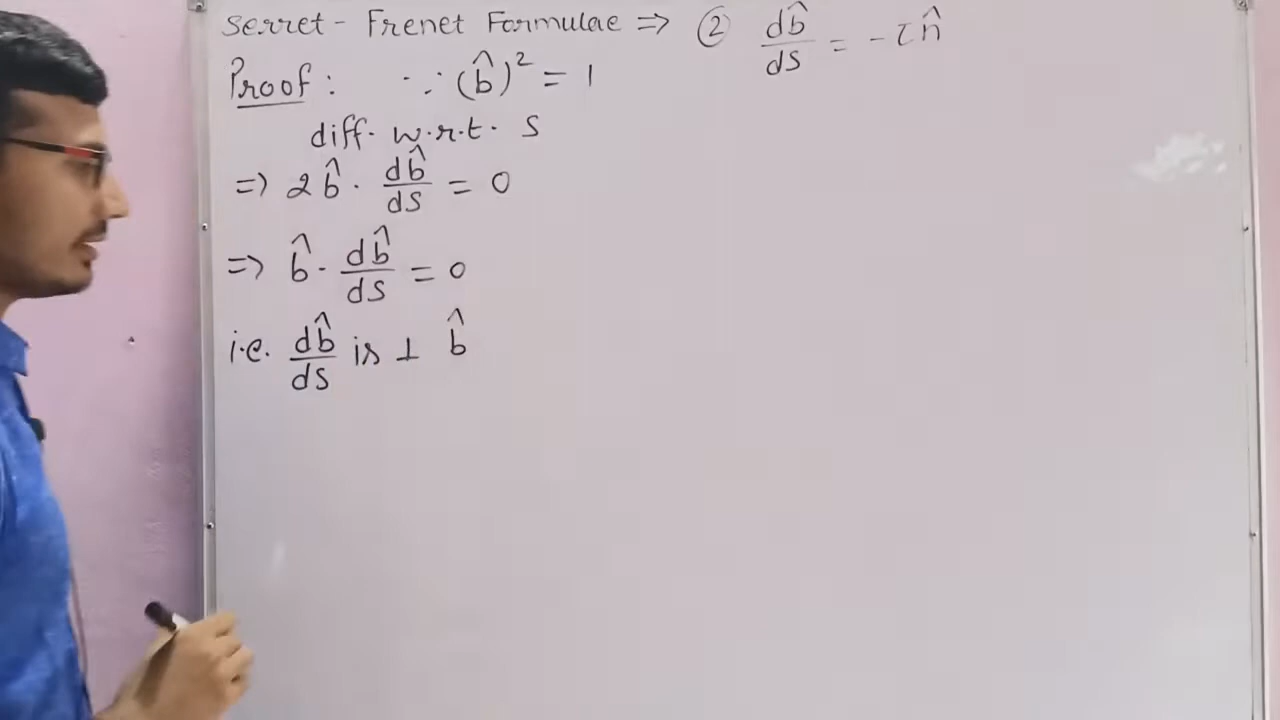 Serret - Frenet Formulae ⇒ ② db̂/ds = - τ n̂
Proof : ∵ (b̂)² = 1
diff. w.r.t. s
⇒ 2b̂ · db̂/ds = 0
⇒ b̂ · db̂/ds = 0
i.e. db̂/ds is ⊥ b̂